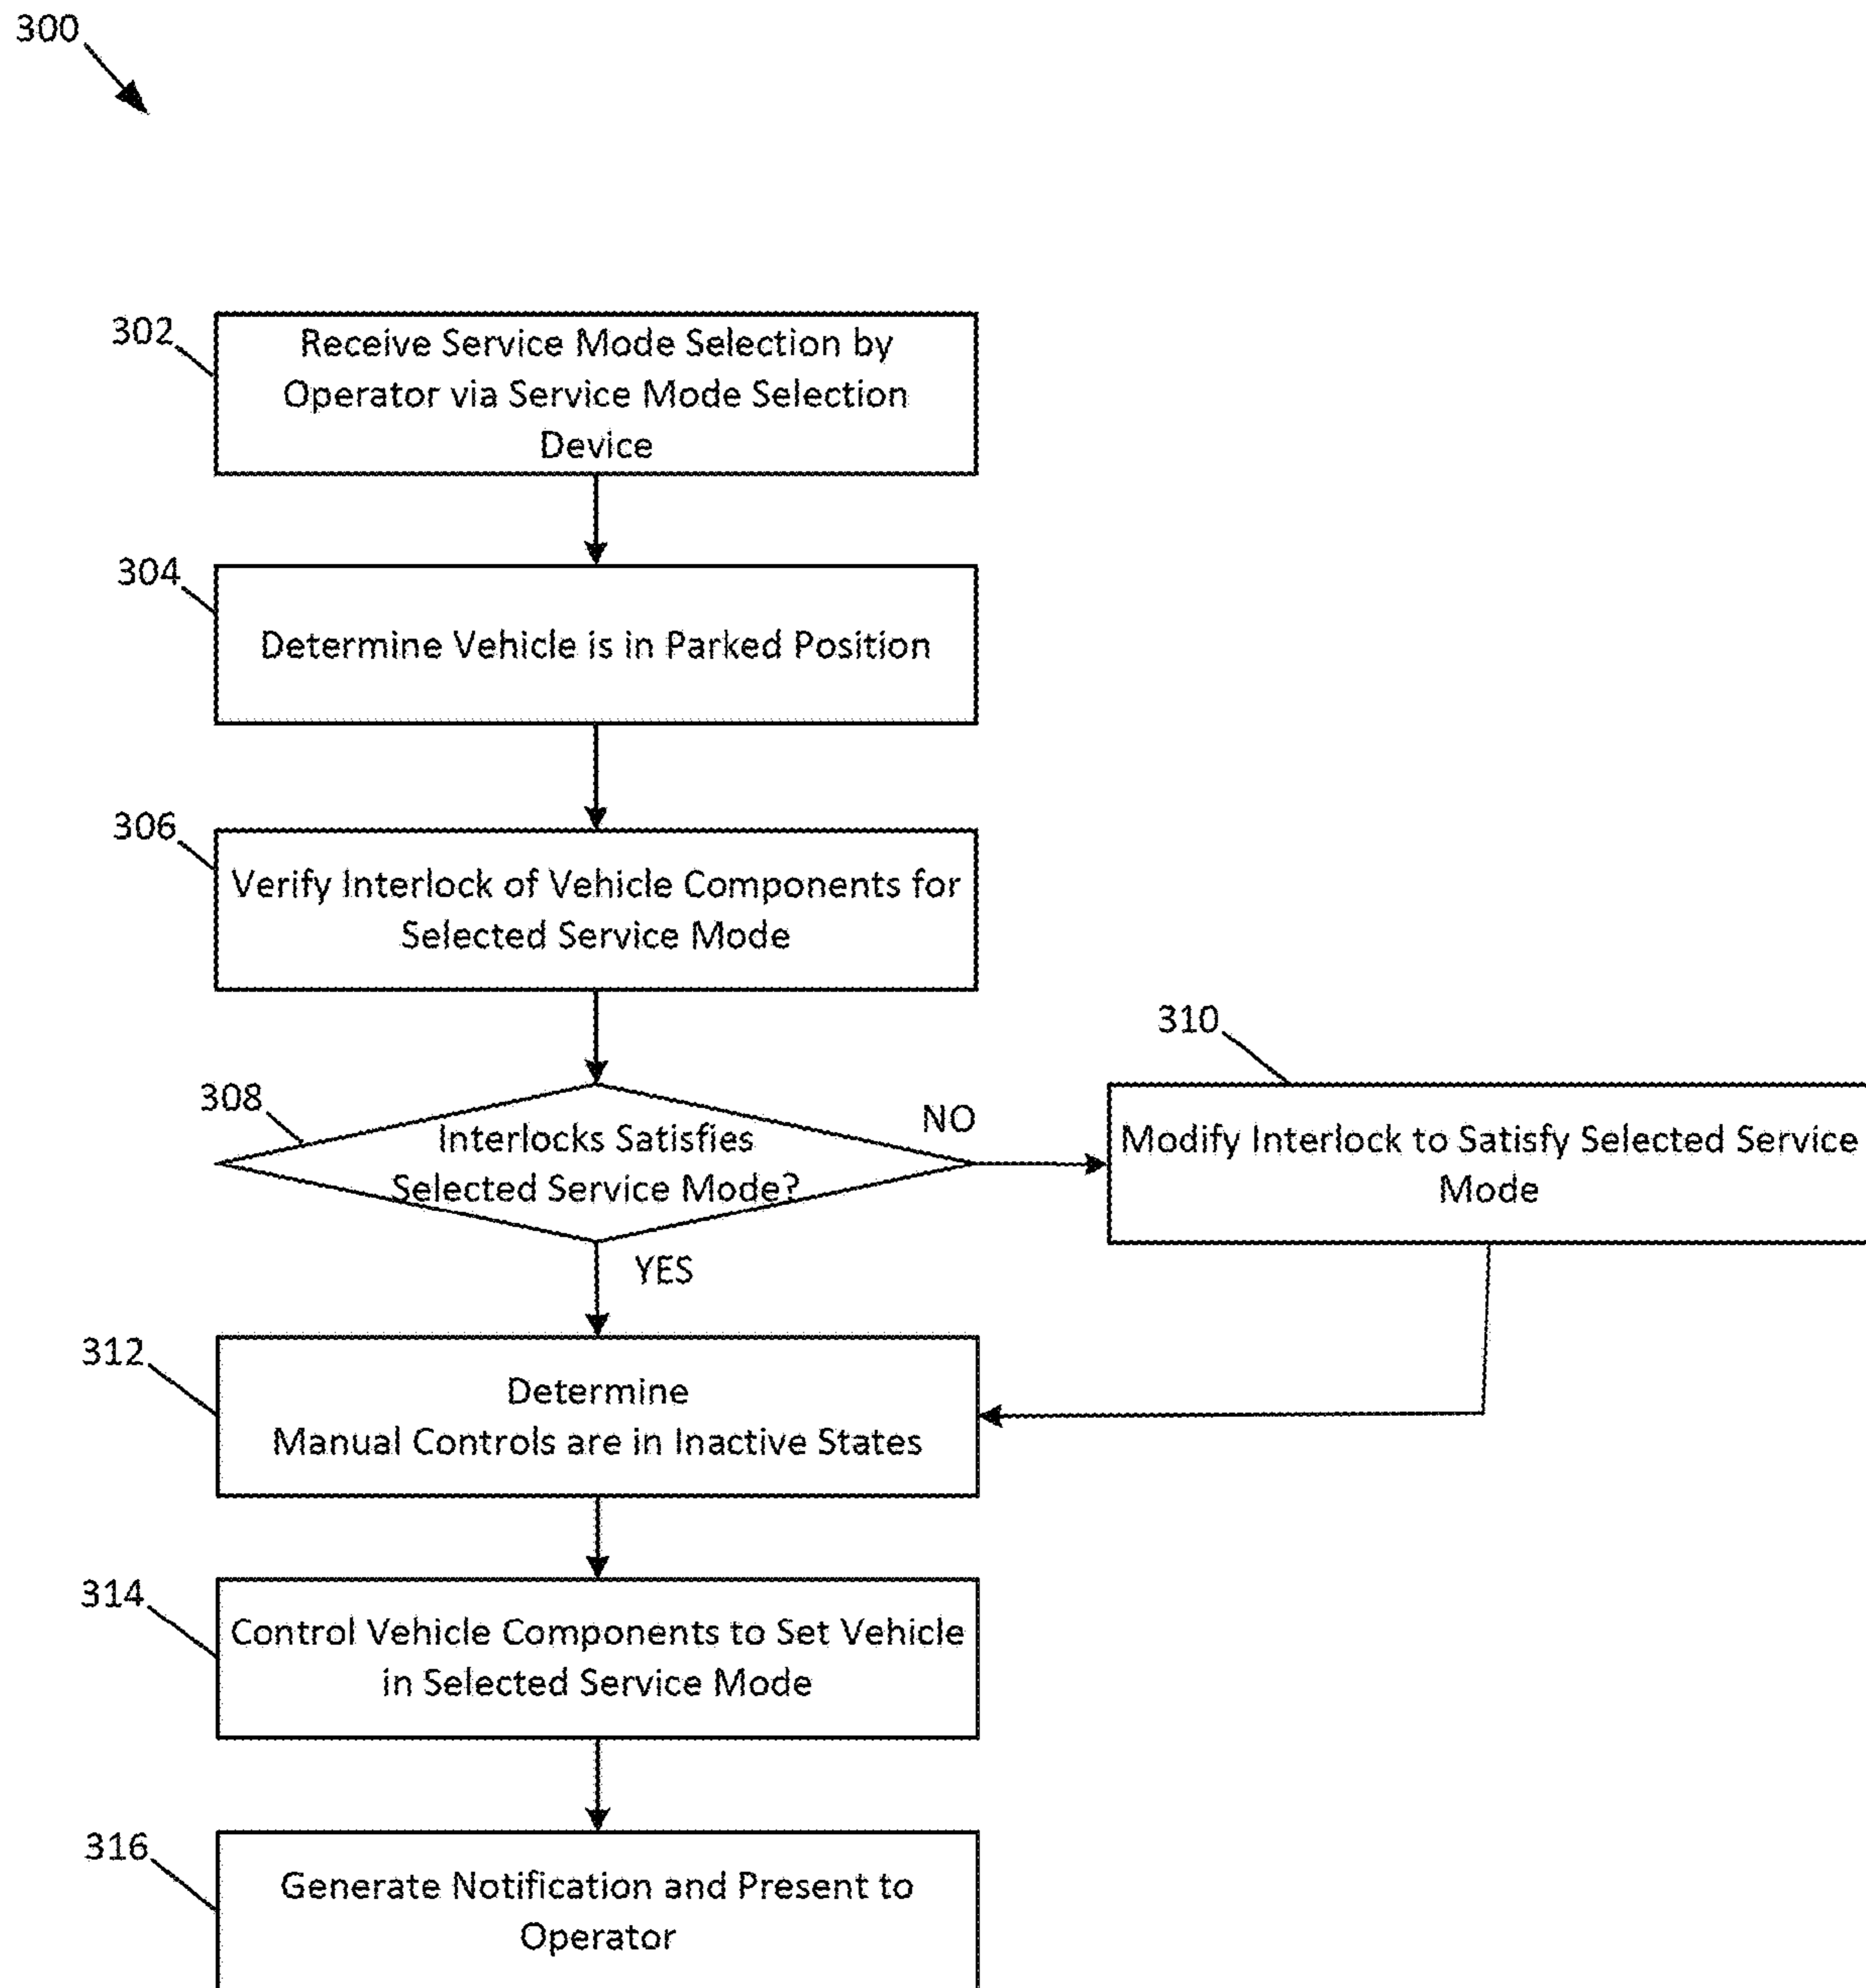 300
302
Receive Service Mode Selection by
Operator via Service Mode Selection
Device
304
Determine Vehicle is in Parked Position
306
Verify Interlock of Vehicle Components for
Selected Service Mode
308
Interlocks Satisfies
Selected Service Mode?
NO
310
Modify Interlock to Satisfy Selected Service
Mode
YES
312
Determine
Manual Controls are in Inactive States
314
Control Vehicle Components to Set Vehicle
in Selected Service Mode
316
Generate Notification and Present to
Operator